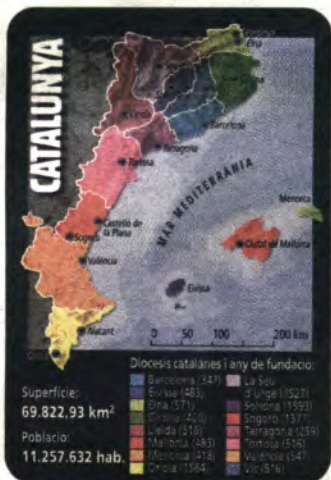 CATALUNYA
Elna
Lleida
Barcelona
Tarragona
Tortosa
MAR MEDITERRÀNIA
Menorca
Castelló de
la Plana
Sogorb
Ciutat de Mallorca
València
Eivissa
Alacant
0 50 100 200 km
Diòcesis catalanes i any de fundació:
Barcelona (347)
Eivissa (483)
Elna (571)
Girona
Lleida (516)
Mallorca (483)
Menorca (418)
Oriola (1564)
La Seu
d'Urgell (527)
Solsona (1593)
Sogorb (1577)
Tarragona (259)
Tortosa (516)
València (547)
Vic (516)
Superfície:
69.822,93 km²
Població:
11.257.632 hab.